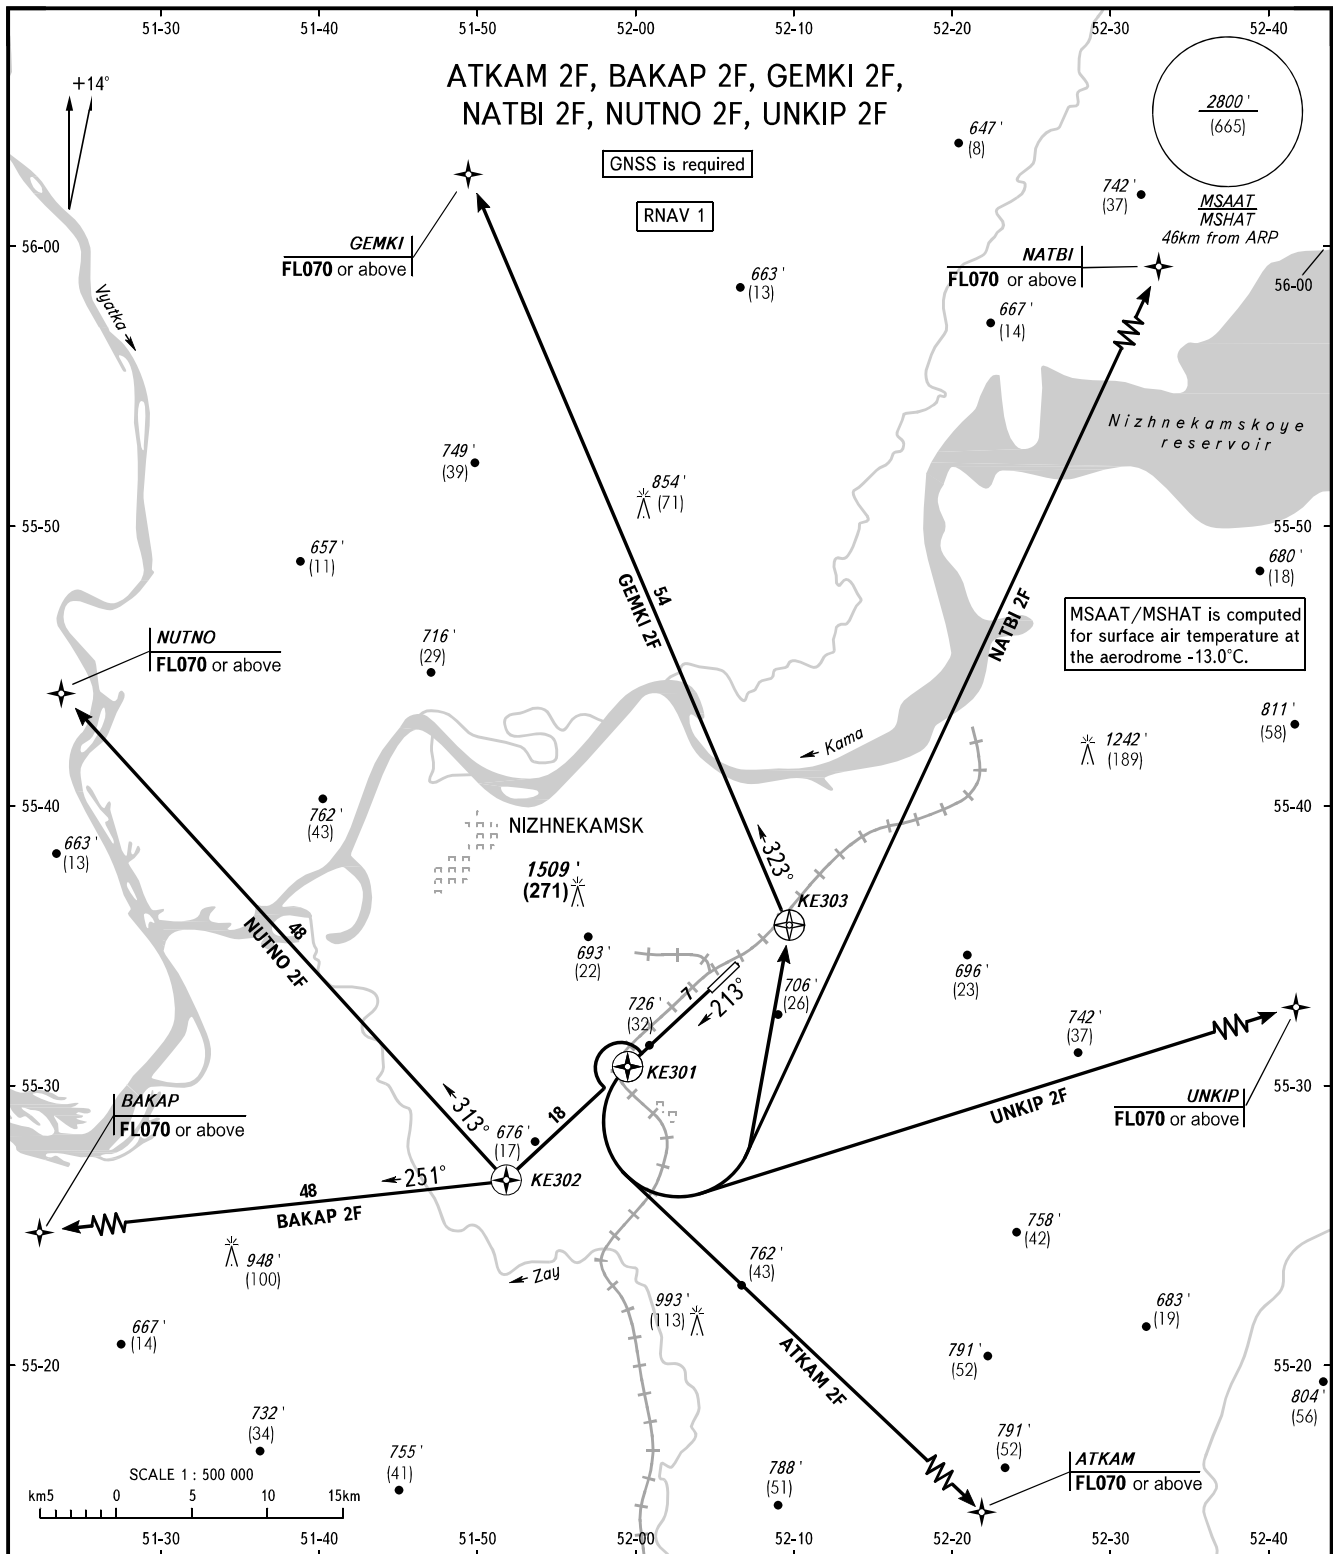 51-30 51-40 51-50 52-00 52-10 52-20 52-30 52-40
+14°
ATKAM 2F, BAKAP 2F, GEMKI 2F,
NATBI 2F, NUTNO 2F, UNKIP 2F
GNSS is required
RNAV 1
2800'
(665)
MSAAT
MSHAT
46km from ARP
647'
(8)
742'
(37)
56-00
GEMKI
FL070 or above
NATBI
FL070 or above
56-00
663'
(13)
667'
(14)
Vyatka
Nizhnekamskoye
reservoir
749'
(39)
854'
(71)
55-50
55-50
657'
(11)
680'
(18)
54
GEMKI 2F
NATBI 2F
MSAAT/MSHAT is computed
for surface air temperature at
the aerodrome -13.0°C.
NUTNO
FL070 or above
716'
(29)
811'
(58)
Kama
1242'
(189)
55-40
55-40
762'
(43)
663'
(13)
NIZHNEKAMSK
1509'
(271)
323°
KE303
48
NUTNO 2F
693'
(22)
696'
(23)
706'
(26)
7
213°
726'
(32)
742'
(37)
KE301
55-30
55-30
BAKAP
FL070 or above
UNKIP
FL070 or above
313°
18
UNKIP 2F
676'
(17)
KE302
251°
48
BAKAP 2F
758'
(42)
948'
(100)
Zay
762'
(43)
993'
(113)
683'
(19)
667'
(14)
791'
(52)
55-20
55-20
ATKAM 2F
804'
(56)
732'
(34)
755'
(41)
791'
(52)
788'
(51)
ATKAM
FL070 or above
SCALE 1 : 500 000
km5 0 5 10 15km
51-30 51-40 51-50 52-00 52-10 52-20 52-30 52-40